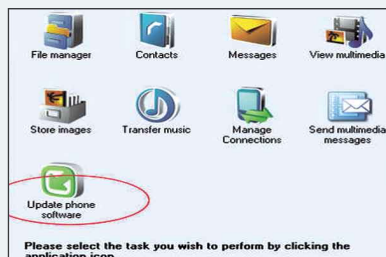 File manager
Contacts
Messages
View multimedia
Store images
Transfer music
Manage
Connections
Send multimedia
messages
Update phone
software
Please select the task you wish to perform by clicking the
application icon